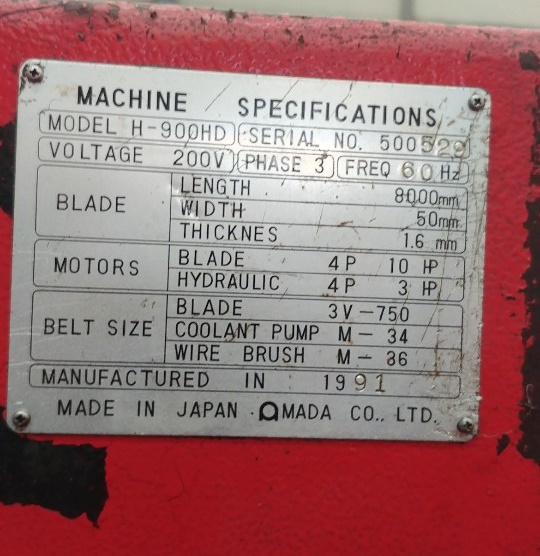 MACHINE SPECIFICATIONS
MODEL H-900HD SERIAL NO. 500529
VOLTAGE 200V PHASE 3 FREQ 60 Hz
BLADE
LENGTH 8000mm
WIDTH 50mm
THICKNES 1.6 mm
MOTORS
BLADE 4P 10 HP
HYDRAULIC 4P 3 HP
BELT SIZE
BLADE 3V-750
COOLANT PUMP M-34
WIRE BRUSH M-36
MANUFACTURED IN 1991
MADE IN JAPAN AMADA CO., LTD.